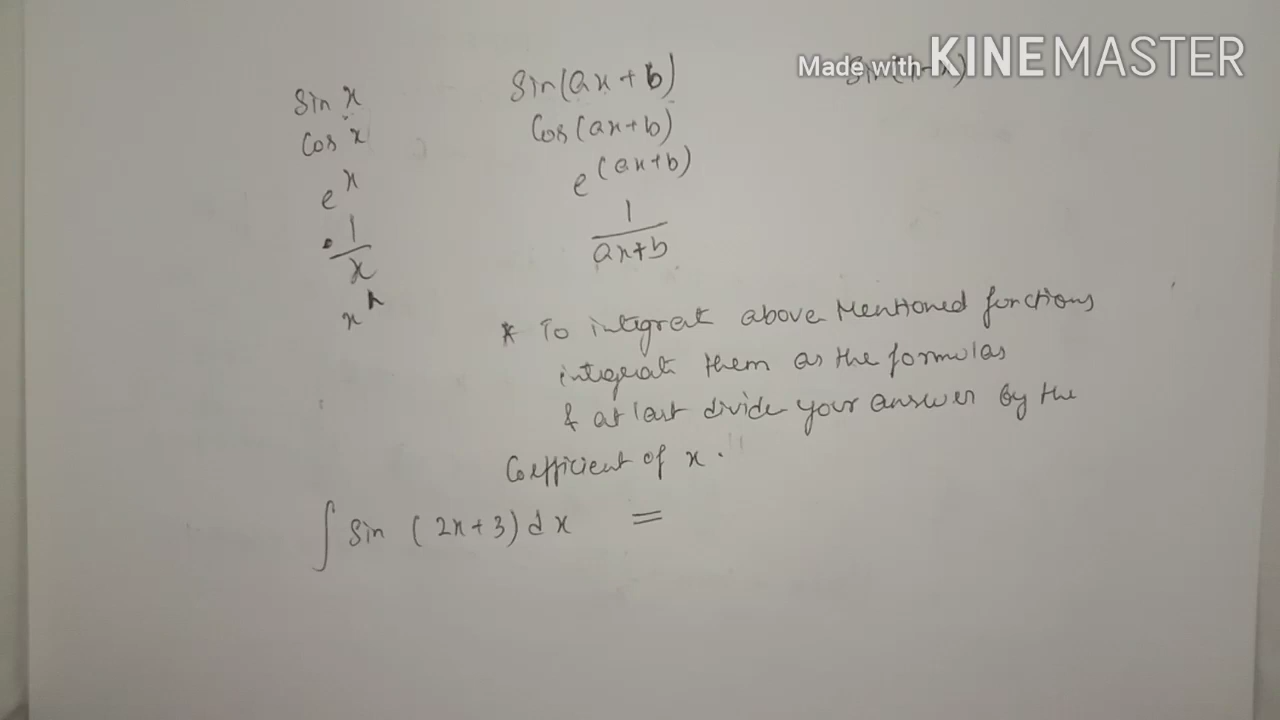 Made with KINEMASTER
Sin x
Sin(ax+b)
Cos x
Cos(ax+b)
e^x
e^(ax+b)
1/x
1/ax+b
x^n
* To integrat above mentioned functions
integrat them as the formulas
& at last divide your answer by the
Coefficient of x.
∫ Sin (2x+3) dx =